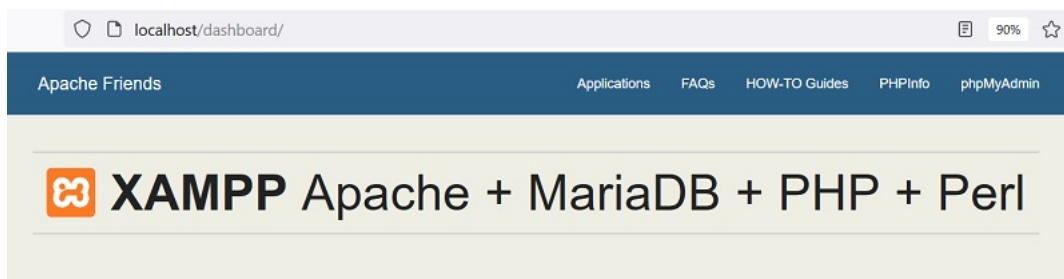 localhost/dashboard/ 90%
Apache Friends Applications FAQs HOW-TO Guides PHPInfo phpMyAdmin
XAMPP Apache + MariaDB + PHP + Perl